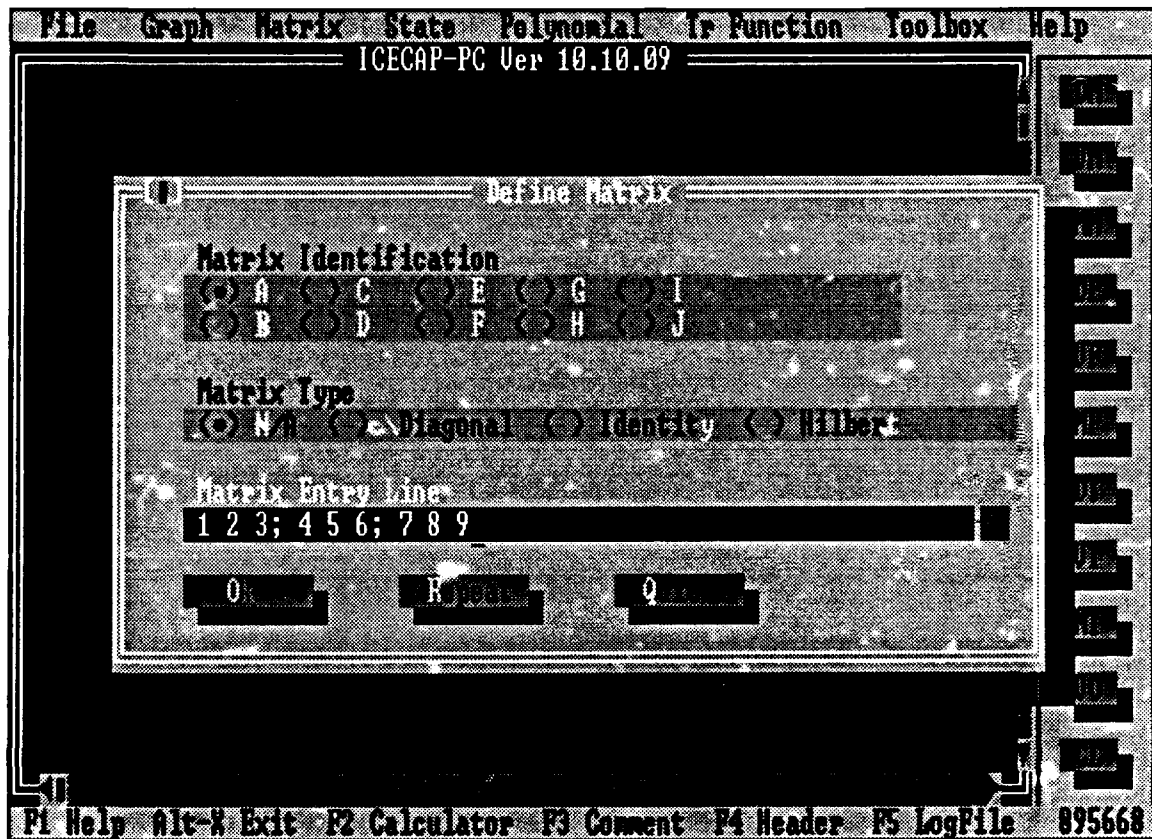 File Graph Matrix State Polynomial Tr Function Toolbox Help
ICECAP-PC Ver 10.10.09
Define Matrix
Matrix Identification
(•) A ( ) C ( ) E ( ) G ( ) I
( ) B ( ) D ( ) F ( ) H ( ) J
Matrix Type
(•) N/A ( ) Diagonal ( ) Identity ( ) Hilbert
Matrix Entry Line
1 2 3; 4 5 6; 7 8 9
Repeat
F1 Help Alt-X Exit F2 Calculator F3 Comment F4 Header F5 LogFile 895668